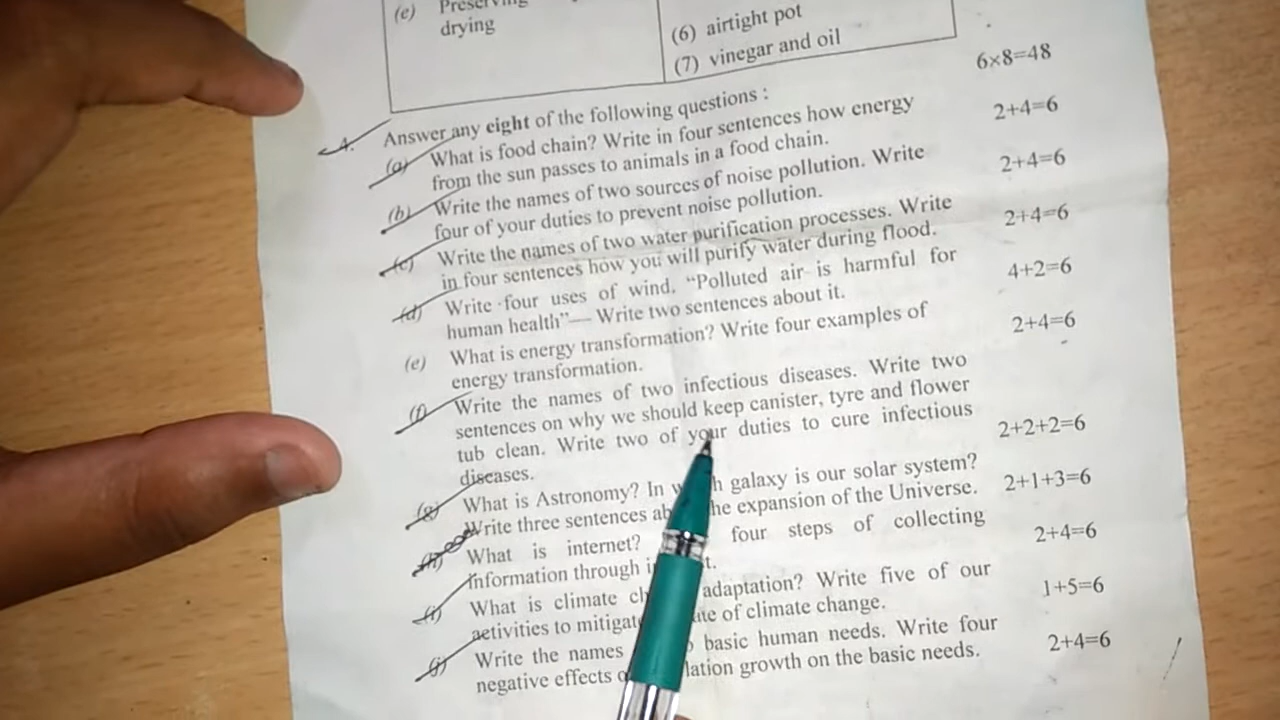 (e)
drying
(6) airtight pot
(7) vinegar and oil
6×8=48
4. Answer any eight of the following questions :
(a) What is food chain? Write in four sentences how energy 2+4=6
from the sun passes to animals in a food chain.
(b) Write the names of two sources of noise pollution. Write 2+4=6
four of your duties to prevent noise pollution.
(c) Write the names of two water purification processes. Write 2+4=6
in four sentences how you will purify water during flood.
(d) Write four uses of wind. “Polluted air is harmful for 4+2=6
human health”— Write two sentences about it.
(e) What is energy transformation? Write four examples of 2+4=6
energy transformation.
(f) Write the names of two infectious diseases. Write two
sentences on why we should keep canister, tyre and flower
tub clean. Write two of your duties to cure infectious 2+2+2=6
diseases.
(g) What is Astronomy? In galaxy is our solar system? 2+1+3=6
Write three sentences expansion of the Universe.
(h) What is internet? four steps of collecting 2+4=6
information through
(i) What is climate adaptation? Write five of our 1+5=6
activities to of climate change.
(j) Write the names basic human needs. Write four 2+4=6
negative effects growth on the basic needs.